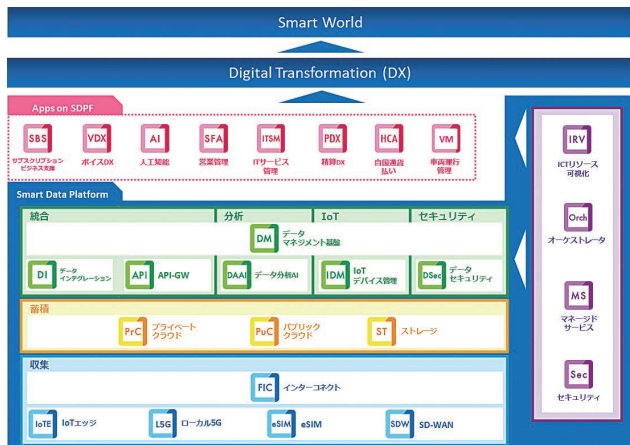 Smart World
Digital Transformation (DX)
Apps on SDPF
SBS
サブスクリプション
ビジネス支援
VDX
ボイスDX
AI
人工知能
SFA
営業管理
ITSM
ITサービス
管理
PDX
精算DX
HCA
自国通貨
払い
VM
車両運行
管理
Smart Data Platform
統合
分析
IoT
セキュリティ
DM
データ
マネジメント基盤
DI
データ
インテグレーション
API
API-GW
DAAI
データ分析AI
IDM
IoT
デバイス管理
DSec
データ
セキュリティ
蓄積
PrC
プライベート
クラウド
PuC
パブリック
クラウド
ST
ストレージ
収集
FIC
インターコネクト
IoTE
IoTエッジ
L5G
ローカル5G
eSIM
eSIM
SDW
SD-WAN
IRV
ICTリソース
可視化
Orch
オーケストレータ
MS
マネージド
サービス
Sec
セキュリティ